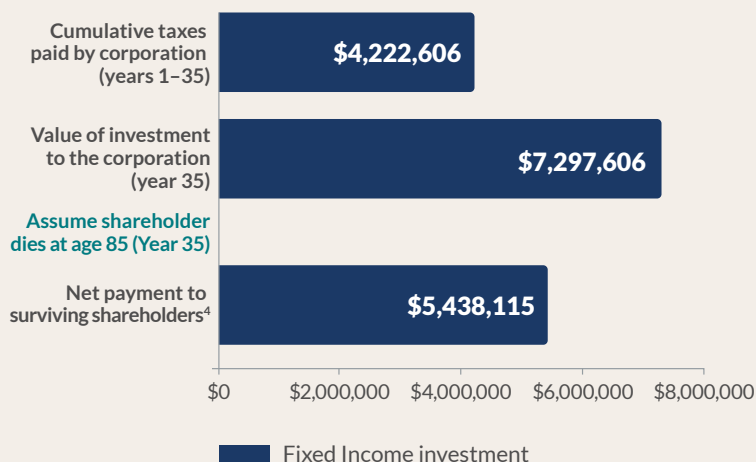 Cumulative taxes
paid by corporation
(years 1–35)
$4,222,606
Value of investment
to the corporation
(year 35)
$7,297,606
Assume shareholder
dies at age 85 (Year 35)
Net payment to
surviving shareholders⁴
$5,438,115
$0 $2,000,000 $4,000,000 $6,000,000 $8,000,000
Fixed Income investment